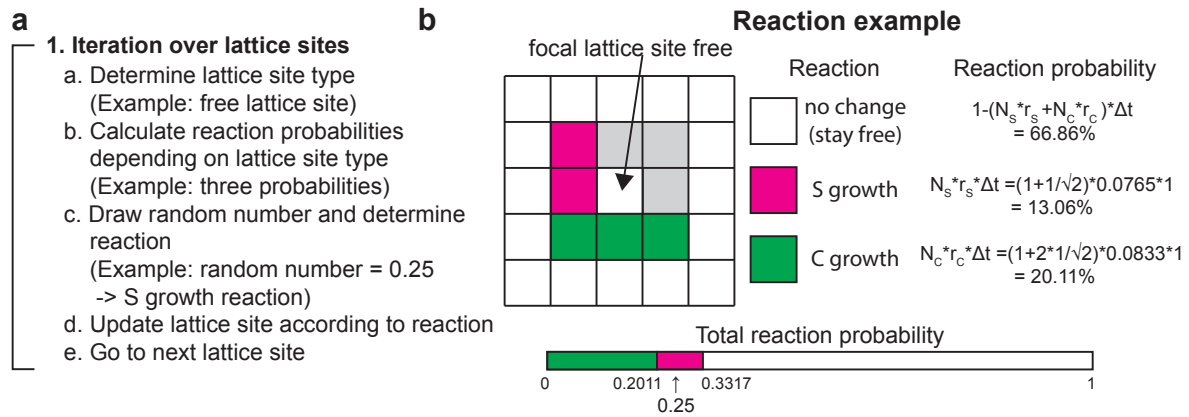 a
1. Iteration over lattice sites
a. Determine lattice site type
(Example: free lattice site)
b. Calculate reaction probabilities
depending on lattice site type
(Example: three probabilities)
c. Draw random number and determine
reaction
(Example: random number = 0.25
-> S growth reaction)
d. Update lattice site according to reaction
e. Go to next lattice site
b
Reaction example
focal lattice site free
Reaction
Reaction probability
no change
(stay free)
1-(N_S*r_S+N_C*r_C)*Δt
= 66.86%
S growth
N_S*r_S*Δt =(1+1/√2)*0.0765*1
= 13.06%
C growth
N_C*r_C*Δt =(1+2*1/√2)*0.0833*1
= 20.11%
Total reaction probability
0
0.2011
↑
0.3317
1
0.25